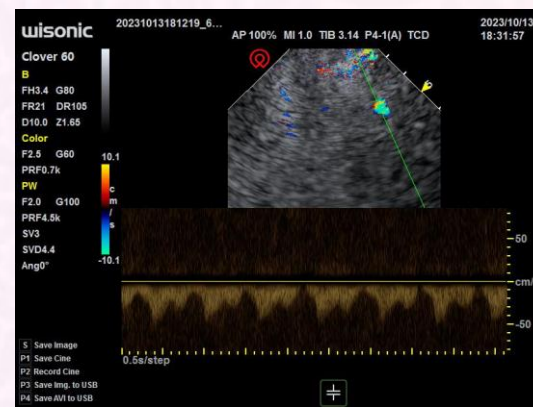 wisonic
20231013181219_6...
AP 100% MI 1.0 TIB 3.14 P4-1(A) TCD
2023/10/13
18:31:57
Clover 60
B
FH3.4 G80
FR21 DR105
D10.0 Z1.65
Color
F2.5 G60
PRF0.7k
PW
F2.0 G100
PRF4.5k
SV3
SVD4.4
Ang0°
10.1
c
m
/
s
-10.1
50
cm/
-50
0.5s/step
S Save Image
P1 Save Cine
P2 Record Cine
P3 Save Img. to USB
P4 Save AVI to USB